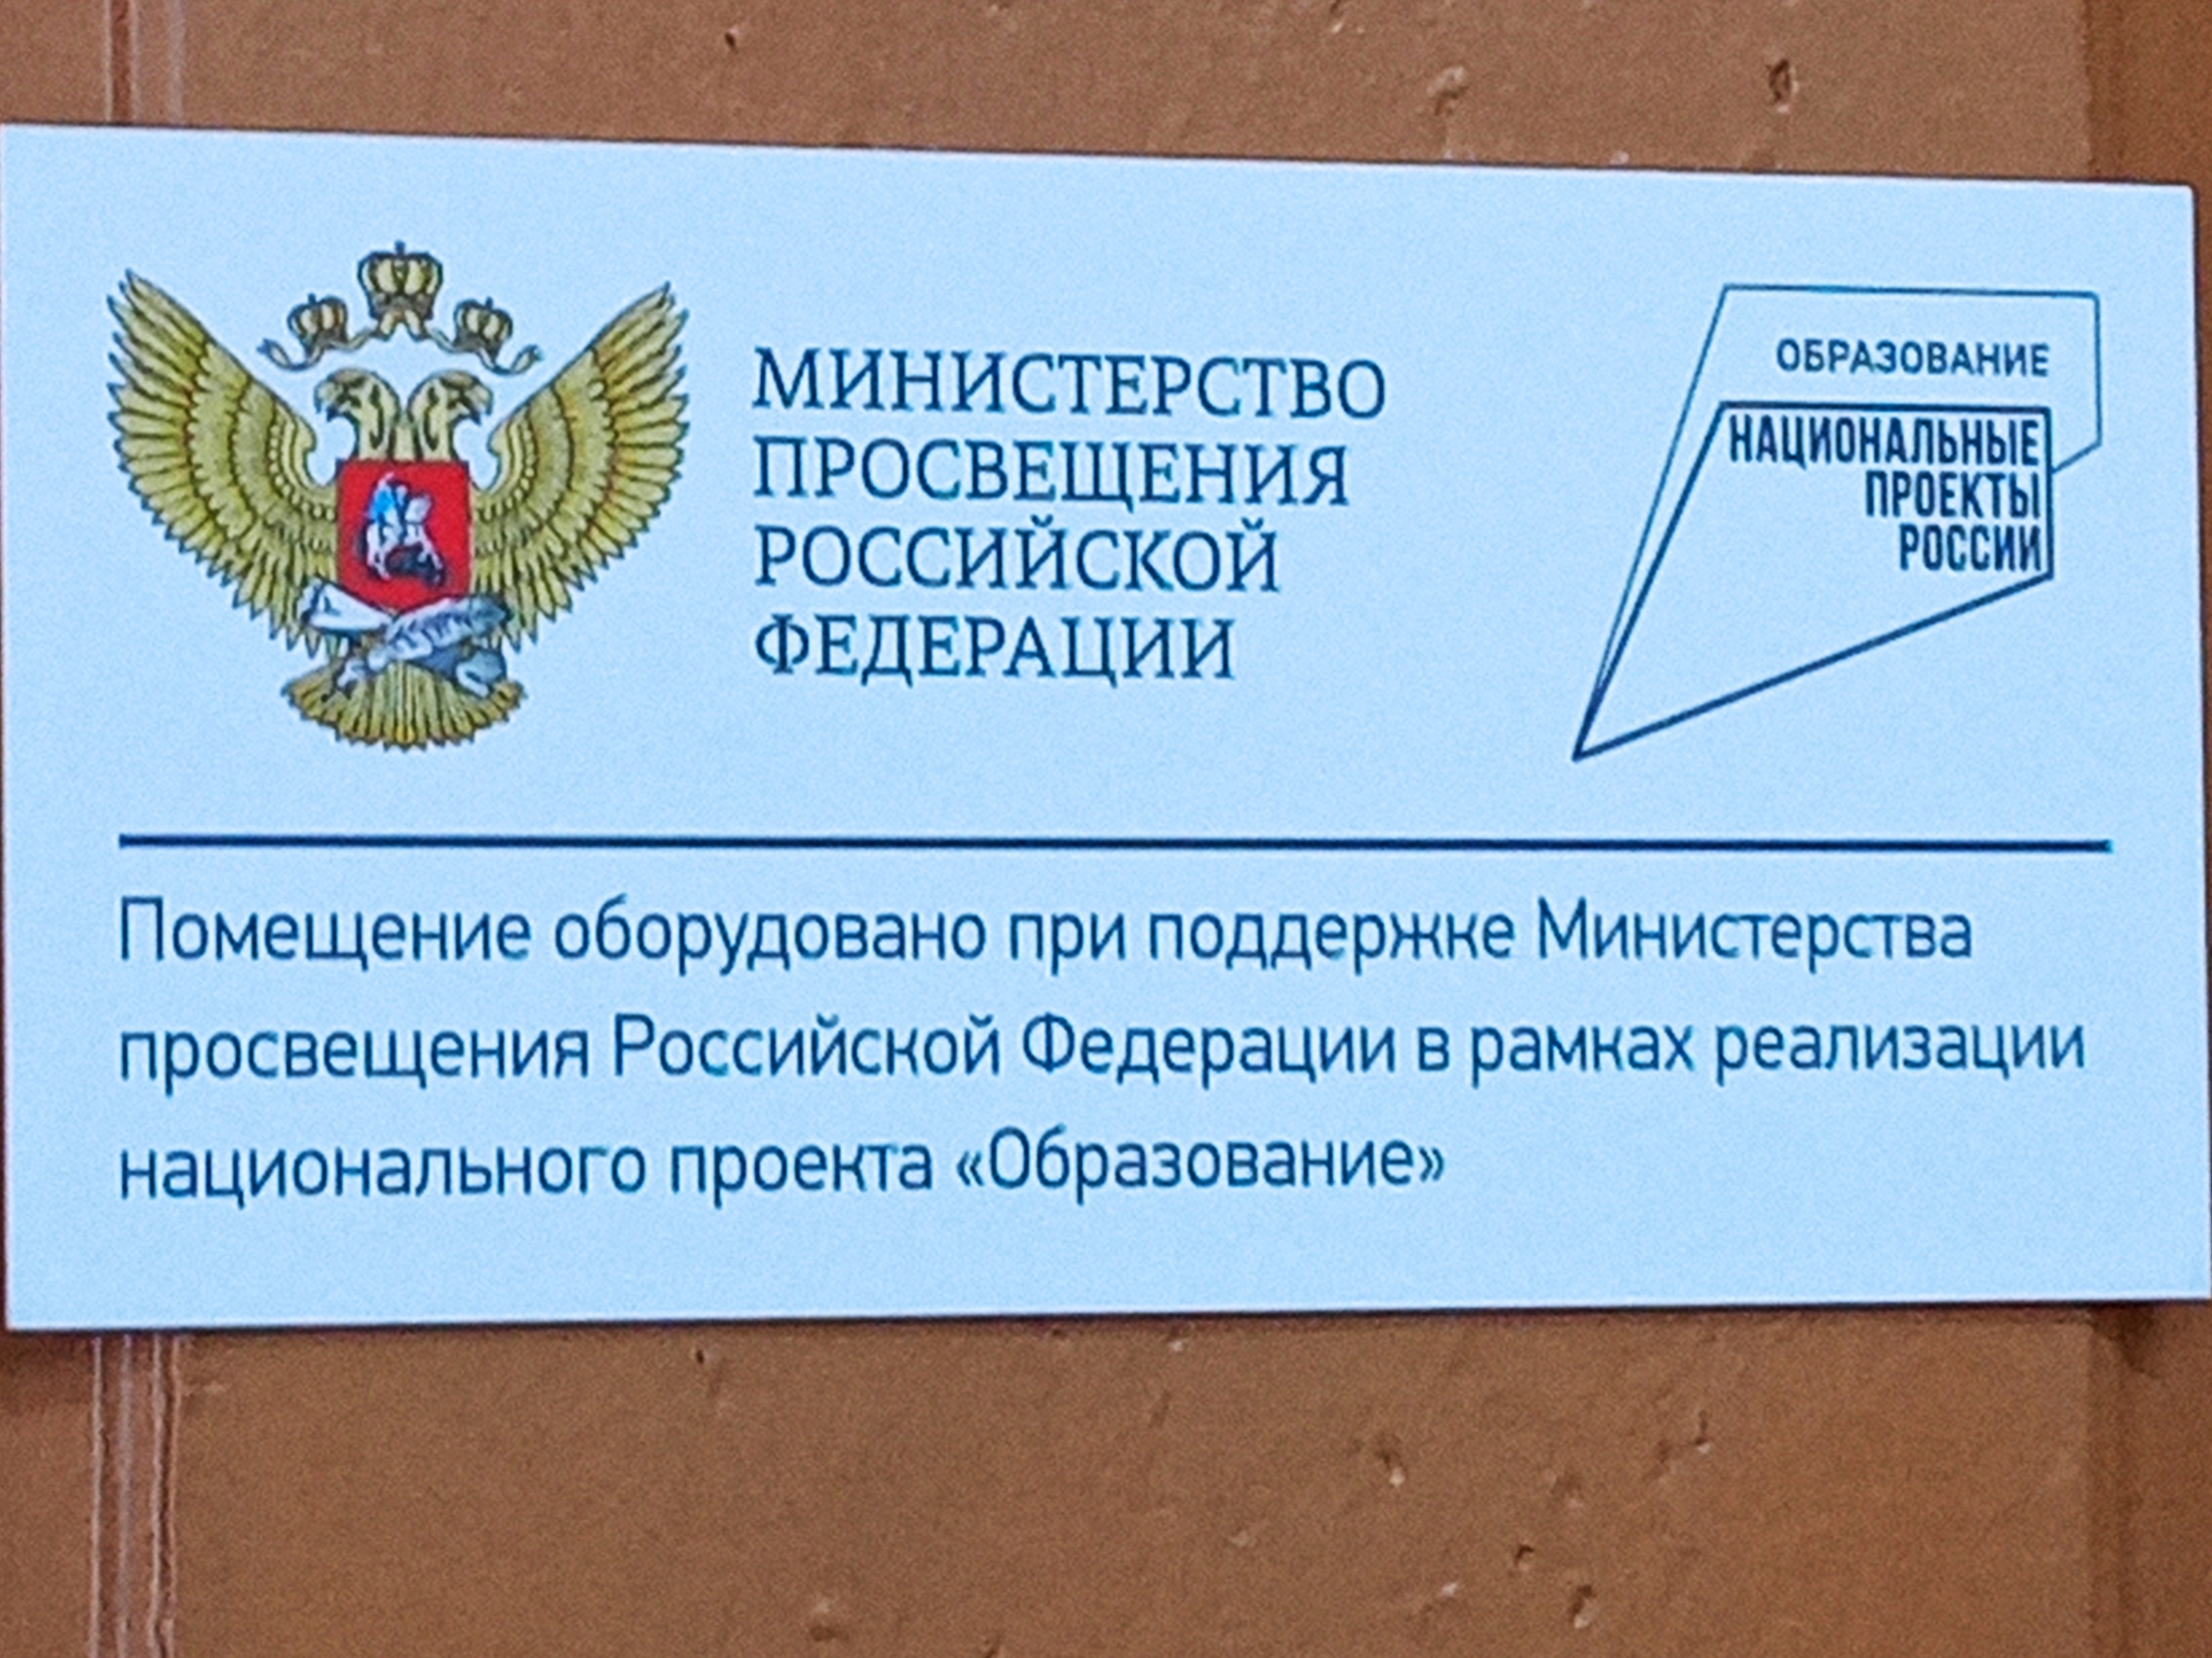 МИНИСТЕРСТВО
ПРОСВЕЩЕНИЯ
РОССИЙСКОЙ
ФЕДЕРАЦИИ
ОБРАЗОВАНИЕ
НАЦИОНАЛЬНЫЕ
ПРОЕКТЫ
РОССИИ
Помещение оборудовано при поддержке Министерства
просвещения Российской Федерации в рамках реализации
национального проекта «Образование»